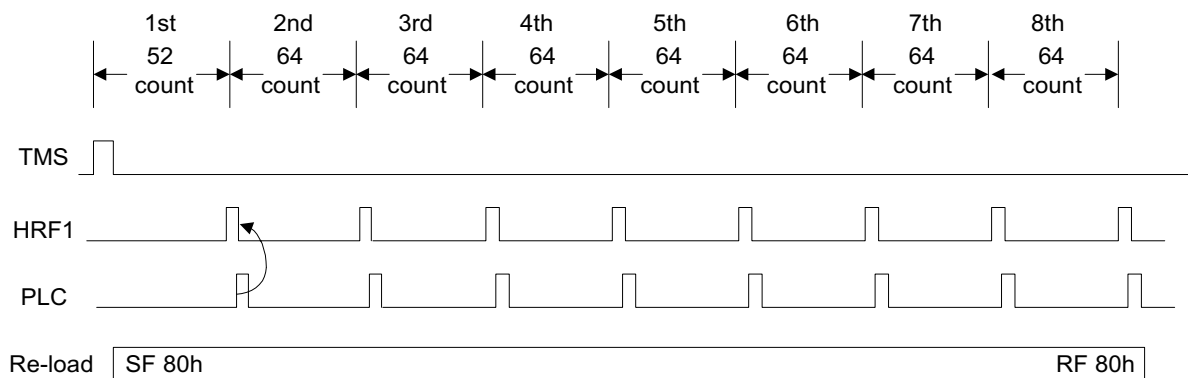 1st 2nd 3rd 4th 5th 6th 7th 8th
52 64 64 64 64 64 64 64
count count count count count count count count
TMS
HRF1
PLC
Re-load SF 80h RF 80h